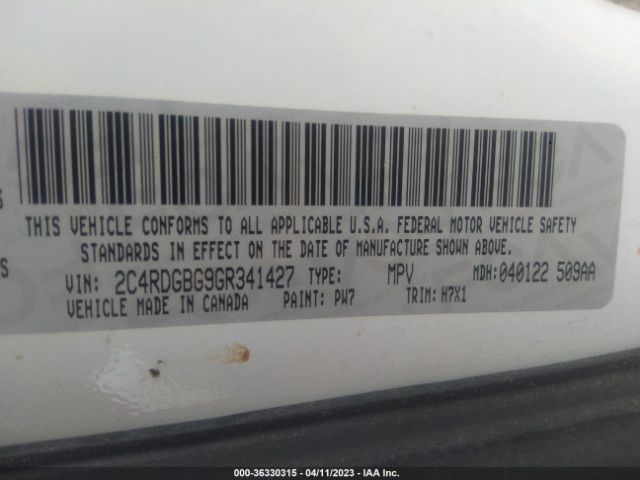 THIS VEHICLE CONFORMS TO ALL APPLICABLE U.S.A. FEDERAL MOTOR VEHICLE SAFETY
STANDARDS IN EFFECT ON THE DATE OF MANUFACTURE SHOWN ABOVE.
VIN: 2C4RDGBG9GR341427 TYPE: MPV MDH:040122 509AA
VEHICLE MADE IN CANADA PAINT: PW7 TRIM: H7X1
000-36330315 / 04/11/2023 - IAA Inc.